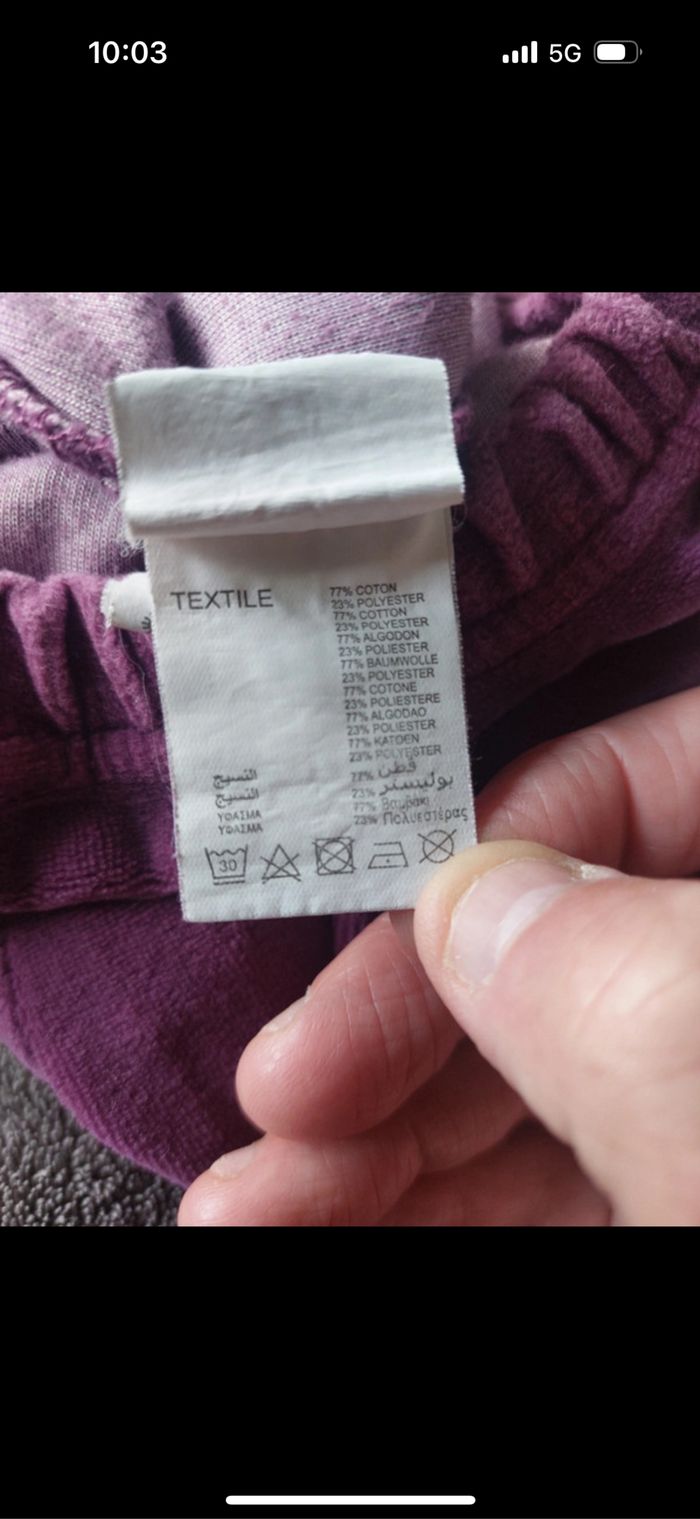 10:03
5G
TEXTILE
77% COTON
23% POLYESTER
77% COTTON
23% POLYESTER
77% ALGODON
23% POLIESTER
77% BAUMWOLLE
23% POLYESTER
77% COTONE
23% POLIESTERE
77% ALGODAO
23% POLIESTER
77% KATOEN
23% POLYESTER
77% قطن
23% بوليستر
77% Βαμβάκι
23% Πολυεστέρας
النسيج
النسيج
ΥΦΑΣΜΑ
ΥΦΑΣΜΑ
30